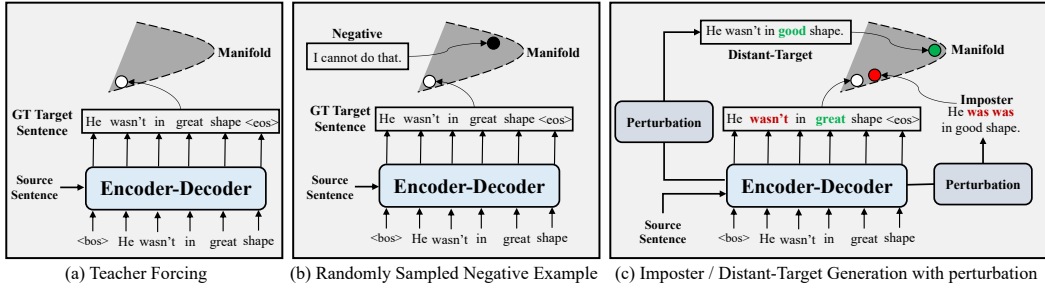 Manifold
GT Target
Sentence
He wasn't in great shape <eos>
Source
Sentence
Encoder-Decoder
<bos> He wasn't in great shape
(a) Teacher Forcing
Negative
I cannot do that.
Manifold
GT Target
Sentence
He wasn't in great shape <eos>
Source
Sentence
Encoder-Decoder
<bos> He wasn't in great shape
(b) Randomly Sampled Negative Example
He wasn't in good shape.
Distant-Target
Manifold
Imposter
He was was
in good shape.
Perturbation
He wasn't in great shape <eos>
Encoder-Decoder
Perturbation
Source
Sentence
<bos> He wasn't in great shape
(c) Imposter / Distant-Target Generation with perturbation